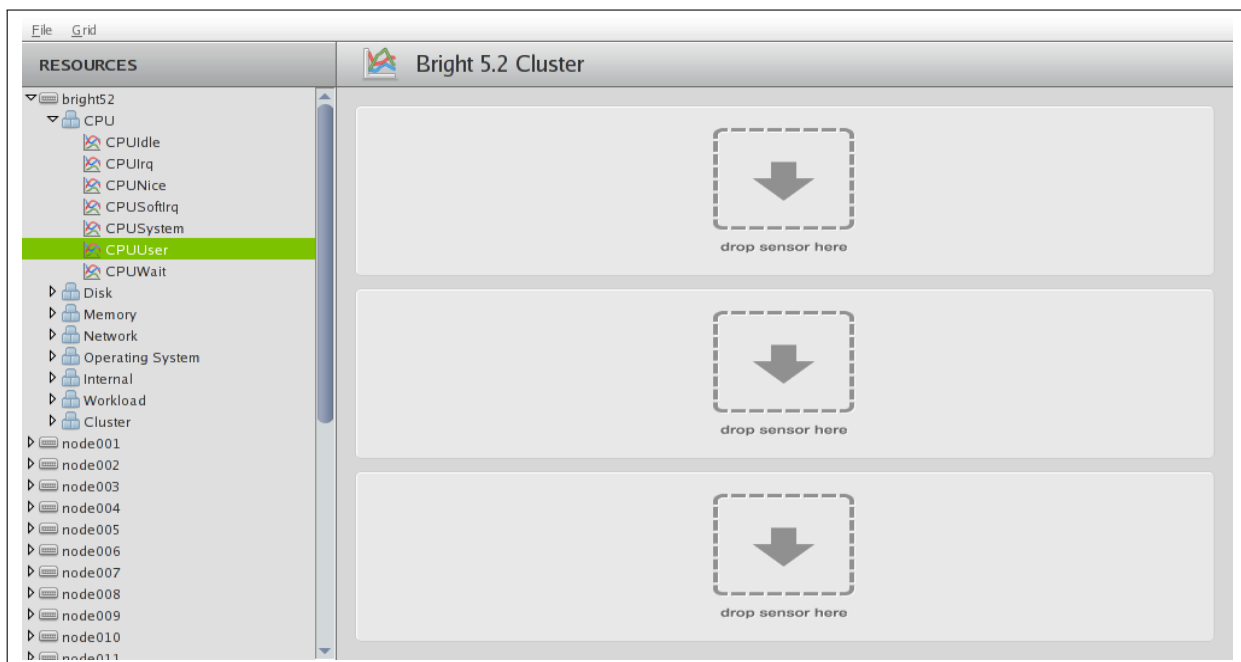 File Grid
RESOURCES
Bright 5.2 Cluster
bright52
CPU
CPUIdle
CPUIrq
CPUNice
CPUSoftIrq
CPUSystem
CPUUser
CPUWait
Disk
Memory
Network
Operating System
Internal
Workload
Cluster
node001
node002
node003
node004
node005
node006
node007
node008
node009
node010
node011
drop sensor here
drop sensor here
drop sensor here